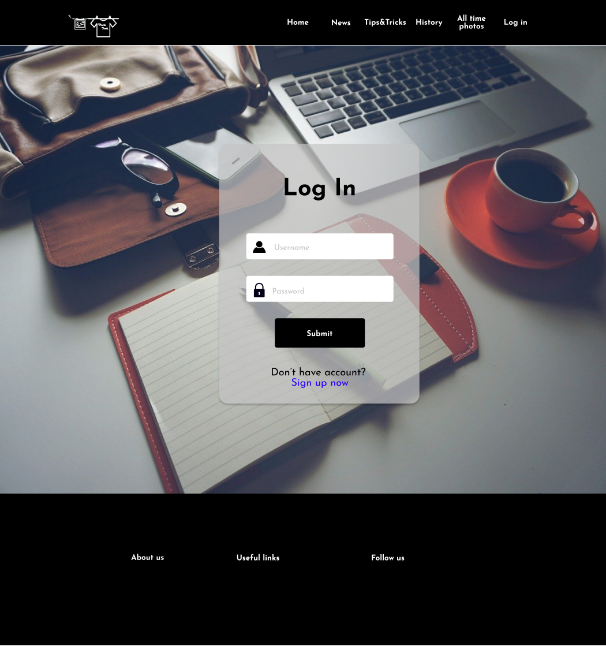 Home
News
Tips&Tricks
History
All time
photos
Log in
Log In
Username
Password
Submit
Don't have account?
Sign up now
About us
Useful links
Follow us